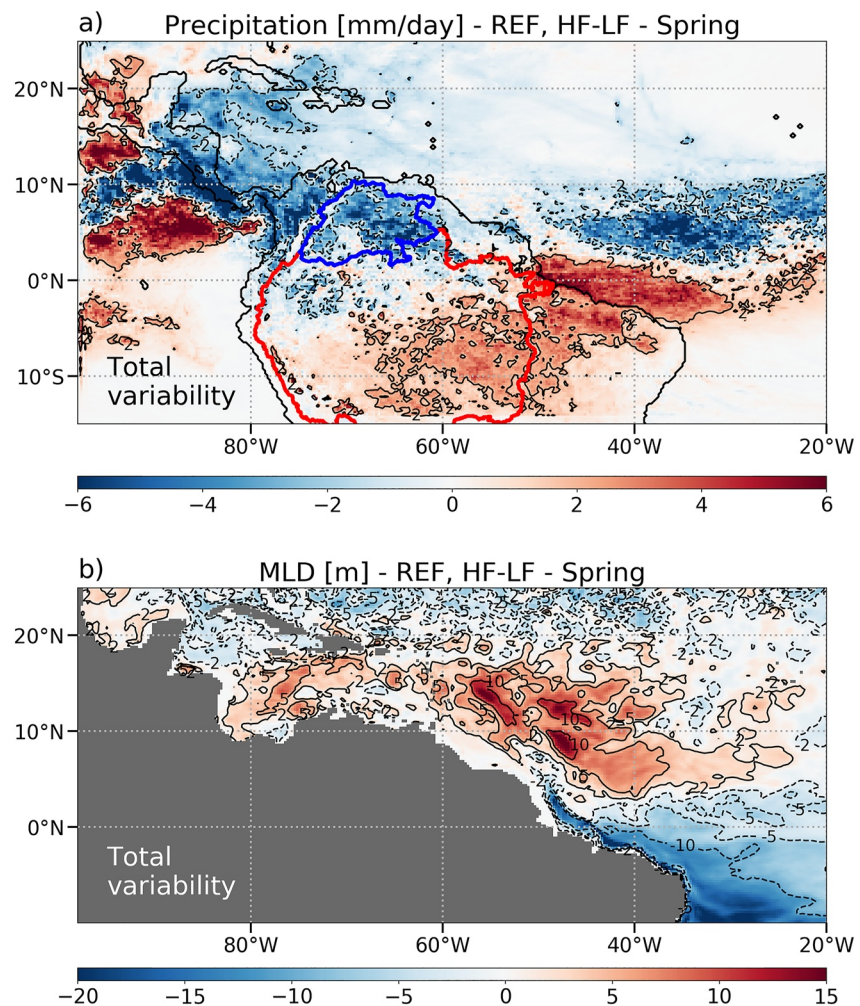 a)
Precipitation [mm/day] - REF, HF-LF - Spring
20°N
10°N
0°N
10°S
Total
variability
80°W 60°W 40°W 20°W
−6 −4 −2 0 2 4 6
b)
MLD [m] - REF, HF-LF - Spring
20°N
10°N
0°N
Total
variability
80°W 60°W 40°W 20°W
−20 −15 −10 −5 0 5 10 15